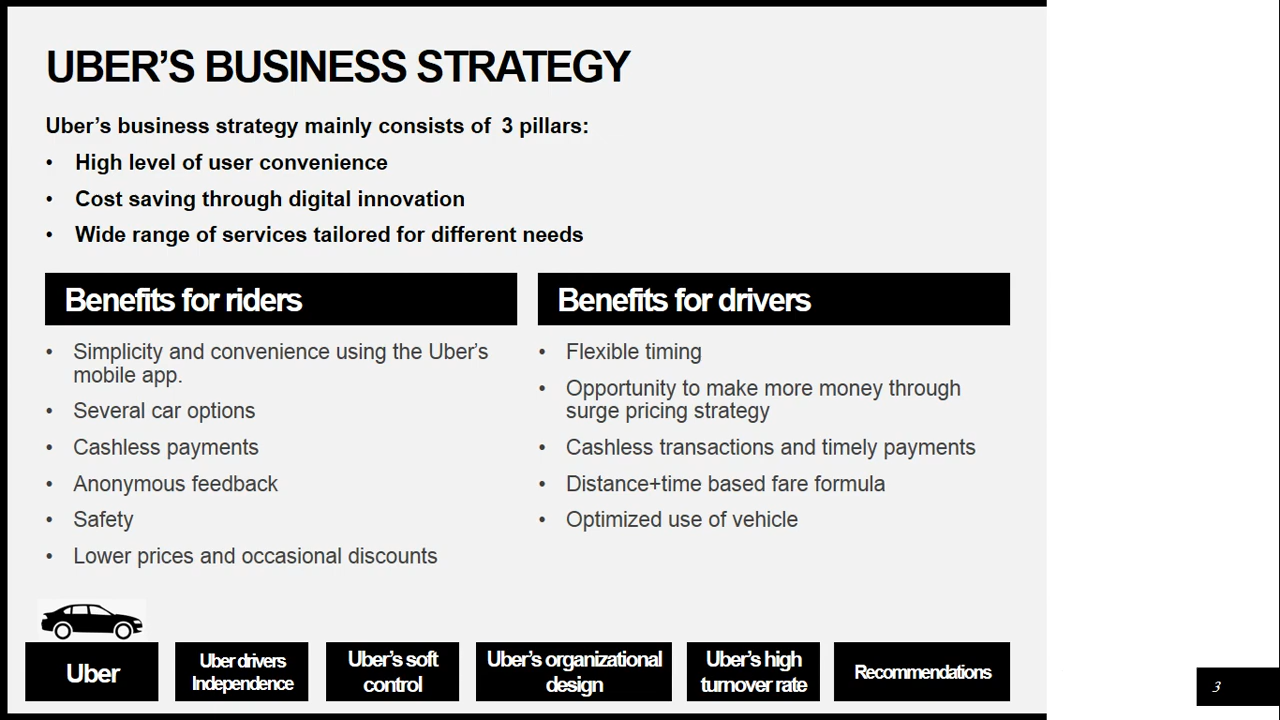 UBER’S BUSINESS STRATEGY
Uber’s business strategy mainly consists of 3 pillars:
• High level of user convenience
• Cost saving through digital innovation
• Wide range of services tailored for different needs
Benefits for riders
• Simplicity and convenience using the Uber’s
mobile app.
• Several car options
• Cashless payments
• Anonymous feedback
• Safety
• Lower prices and occasional discounts
Benefits for drivers
• Flexible timing
• Opportunity to make more money through
surge pricing strategy
• Cashless transactions and timely payments
• Distance+time based fare formula
• Optimized use of vehicle
Uber
Uber drivers
Independence
Uber’s soft
control
Uber’s organizational
design
Uber’s high
turnover rate
Recommendations
3